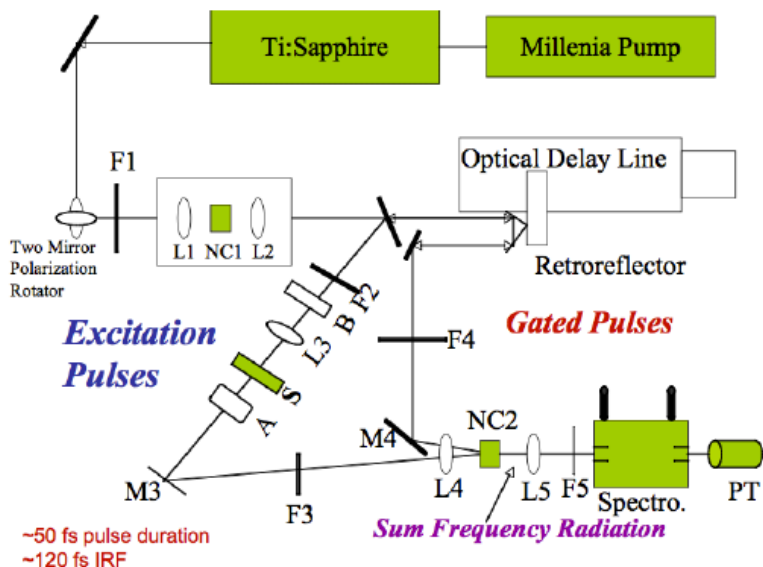 Ti:Sapphire
Millenia Pump
F1
Optical Delay Line
L1
NC1
L2
Two Mirror
Polarization
Rotator
Retroreflector
F2
B
L3
S
A
Excitation
Pulses
Gated Pulses
F4
M4
NC2
L4
L5
F5
Spectro.
PT
M3
F3
Sum Frequency Radiation
~50 fs pulse duration
~120 fs IRF